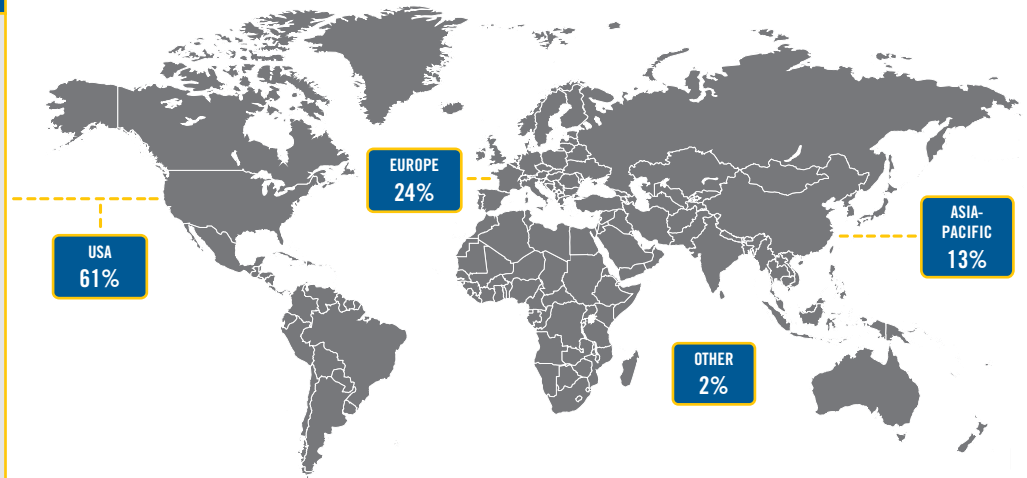 EUROPE
24%
USA
61%
ASIA-
PACIFIC
13%
OTHER
2%